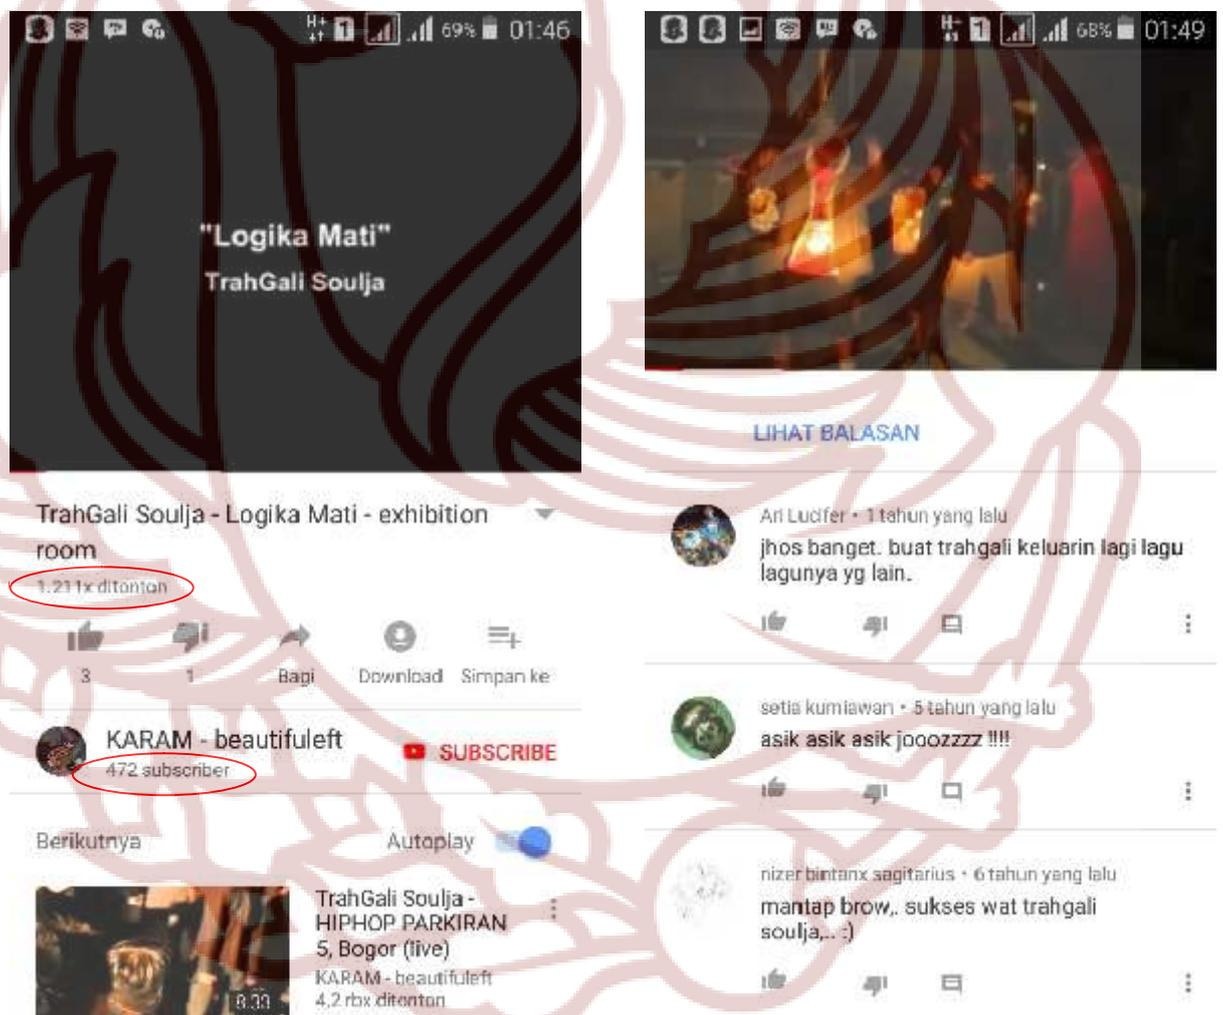 69% 01:46
"Logika Mati"
TrahGali Soulja
TrahGali Soulja - Logika Mati - exhibition
room
1.211x ditonton
3 1 Bagi Download Simpan ke
KARAM - beautifuleft
SUBSCRIBE
472 subscriber
Berikutnya Autoplay
TrahGali Soulja -
HIPHOP PARKIRAN
5, Bogor (live)
KARAM - beautifuleft
4,2 rbx ditonton
8:39
68% 01:49
LIHAT BALASAN
Ari Lucifer • 1 tahun yang lalu
jhos banget. buat trahgali keluarin lagi lagu
lagunya yg lain.
setia kurniawan • 5 tahun yang lalu
asik asik asik jooozzzz !!!!
nizer bintanx sagitarius • 6 tahun yang lalu
mantap brow,. sukses wat trahgali
soulja,.. :)